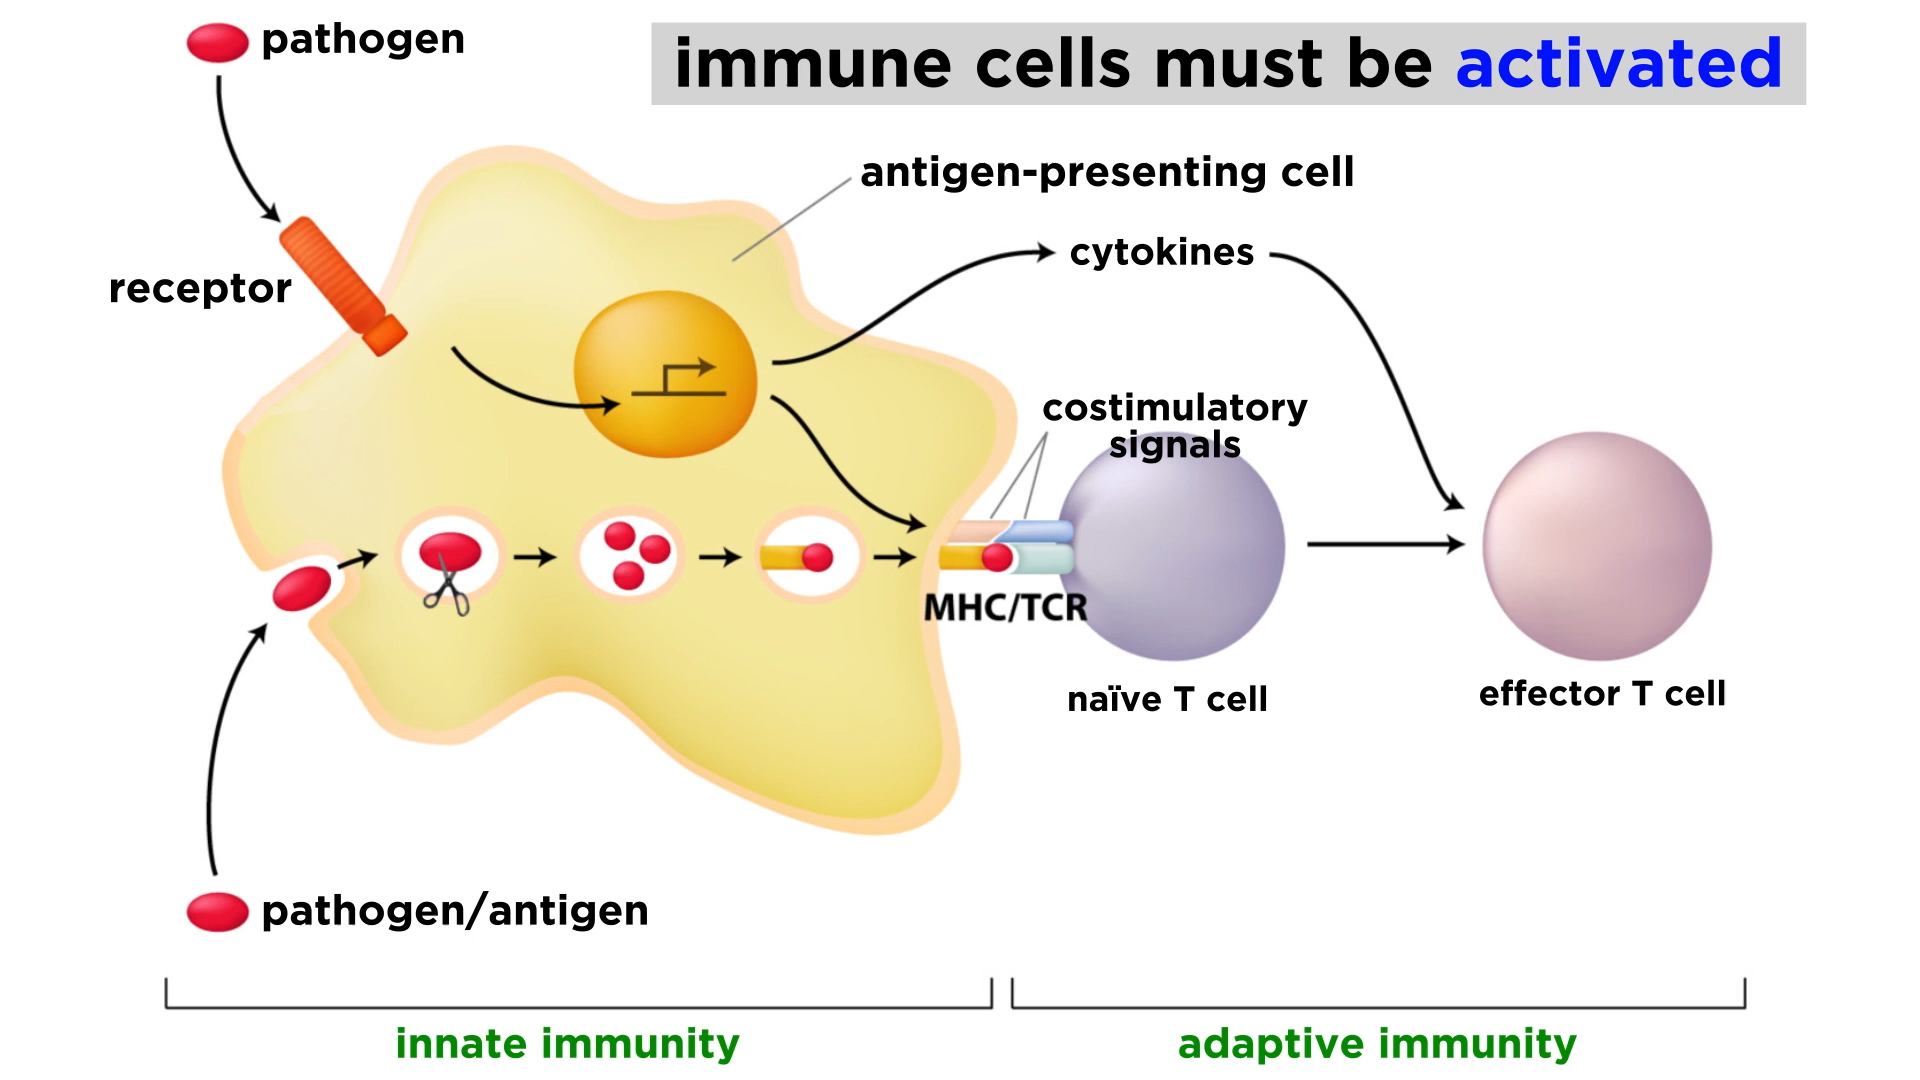 pathogen
immune cells must be activated
antigen-presenting cell
cytokines
receptor
costimulatory
signals
MHC/TCR
naïve T cell
effector T cell
pathogen/antigen
innate immunity
adaptive immunity